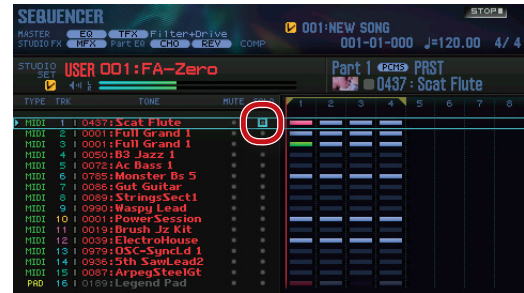 SEQUENCER
STOP
MASTER EQ TFX Filter+Drive
STUDIO FX MFX Part EQ CHO REV COMP
001:NEW SONG
001-01-000 ♩=120.00 4/4
STUDIO SET USER 001:FA-Zero
Part 1 PCMS PRST
0437:Scat Flute
TYPE TRK TONE MUTE SOLO 1 2 3 4 5 6 7 8
MIDI 1 0437:Scat Flute
MIDI 2 0001:Full Grand 1
MIDI 3 0001:Full Grand 1
MIDI 4 0050:B3 Jazz 1
MIDI 5 0072:Ac Bass 1
MIDI 6 0785:Monster Bs 5
MIDI 7 0086:Gut Guitar
MIDI 8 0089:StringsSect1
MIDI 9 0990:Waspy Lead
MIDI 10 0001:PowerSession
MIDI 11 0019:Brush Jz Kit
MIDI 12 0039:ElectroHouse
MIDI 13 0979:OSC-SyncLd 1
MIDI 14 0936:5th SawLead2
MIDI 15 0087:ArpegSteelGt
PAD 16 0189:Legend Pad